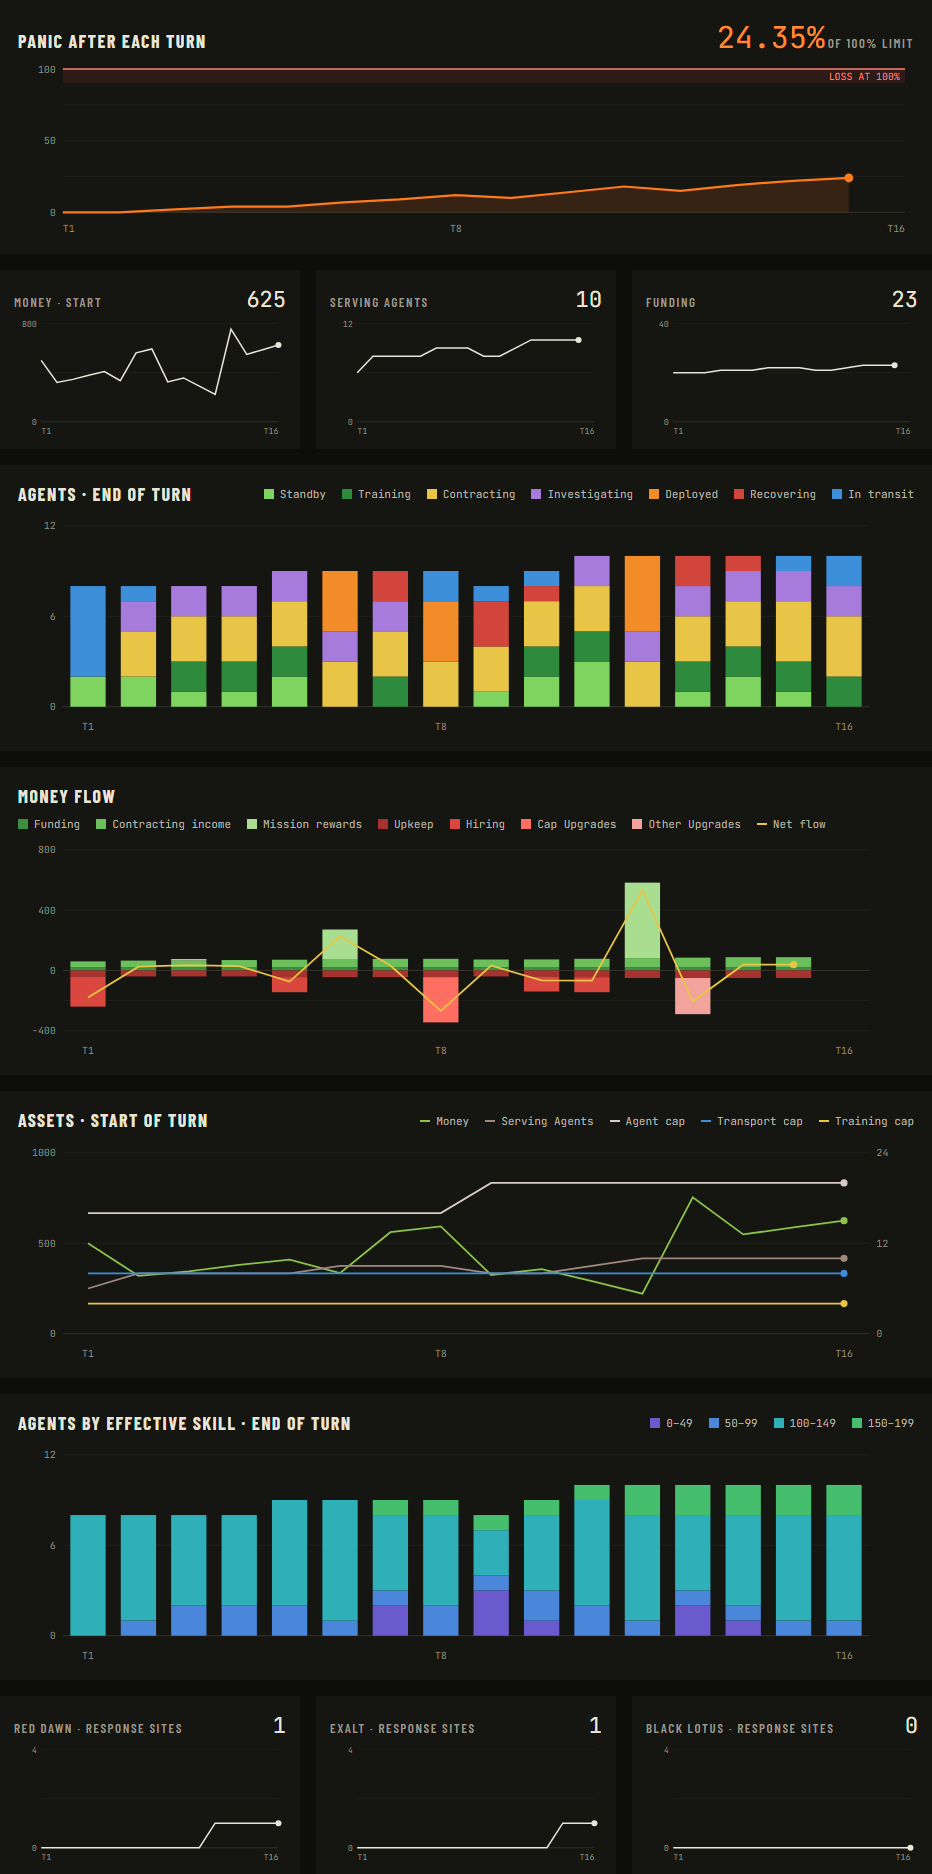 PANIC AFTER EACH TURN
24.35% OF 100% LIMIT
100
LOSS AT 100%
50
0
T1 T8 T16
MONEY · START 625
800
0
T1 T16
SERVING AGENTS 10
12
0
T1 T16
FUNDING 23
40
0
T1 T16
AGENTS · END OF TURN
Standby Training Contracting Investigating Deployed Recovering In transit
12
6
0
T1 T8 T16
MONEY FLOW
Funding Contracting income Mission rewards Upkeep Hiring Cap Upgrades Other Upgrades Net flow
800
400
0
-400
T1 T8 T16
ASSETS · START OF TURN
Money Serving Agents Agent cap Transport cap Training cap
1000 24
500 12
0 0
T1 T8 T16
AGENTS BY EFFECTIVE SKILL · END OF TURN
0–49 50–99 100–149 150–199
12
6
0
T1 T8 T16
RED DAWN · RESPONSE SITES 1
4
0
T1 T16
EXALT · RESPONSE SITES 1
4
0
T1 T16
BLACK LOTUS · RESPONSE SITES 0
4
0
T1 T16